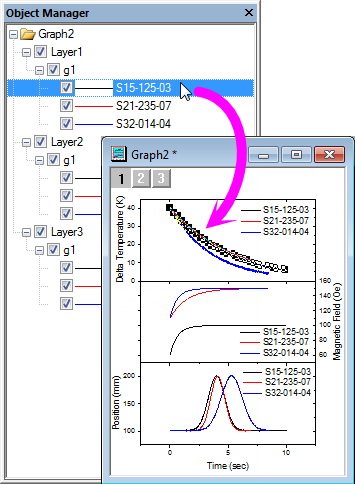 Object Manager
Graph2
Layer1
g1
S15-125-03
S21-235-07
S32-014-04
Layer2
g1
Layer3
g1
Graph2 *
1 2 3
Delta Temperature (K)
40
30
20
10
0
S15-125-03
S21-235-07
S32-014-04
Magnetic Field (Oe)
160
140
120
100
80
60
S15-125-03
S21-235-07
S32-014-04
Position (mm)
200
150
100
S15-125-03
S21-235-07
S32-014-04
0 5 10
Time (sec)